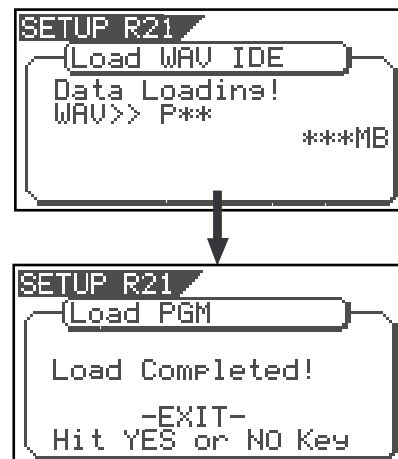 SETUP R21
Load WAV IDE
Data Loading!
WAV>> P**
***MB
SETUP R21
Load PGM
Load Completed!
-EXIT-
Hit YES or NO Key